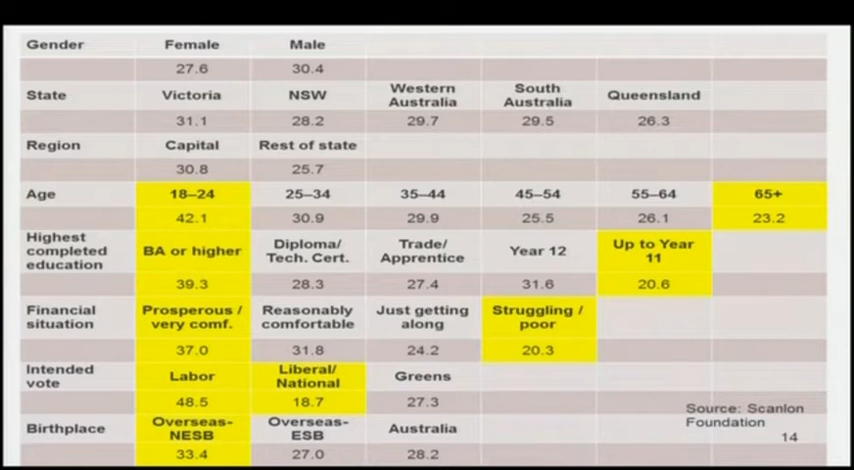 Gender Female Male
27.6 30.4
State Victoria NSW Western Australia South Australia Queensland
31.1 28.2 29.7 29.5 26.3
Region Capital Rest of state
30.8 25.7
Age 18–24 25–34 35–44 45–54 55–64 65+
42.1 30.9 29.9 25.5 26.1 23.2
Highest completed education BA or higher Diploma/ Tech. Cert. Trade/ Apprentice Year 12 Up to Year 11
39.3 28.3 27.4 31.6 20.6
Financial situation Prosperous / very comf. Reasonably comfortable Just getting along Struggling / poor
37.0 31.8 24.2 20.3
Intended vote Labor Liberal/ National Greens
48.5 18.7 27.3
Birthplace Overseas- NESB Overseas- ESB Australia
33.4 27.0 28.2
Source: Scanlon
Foundation
14